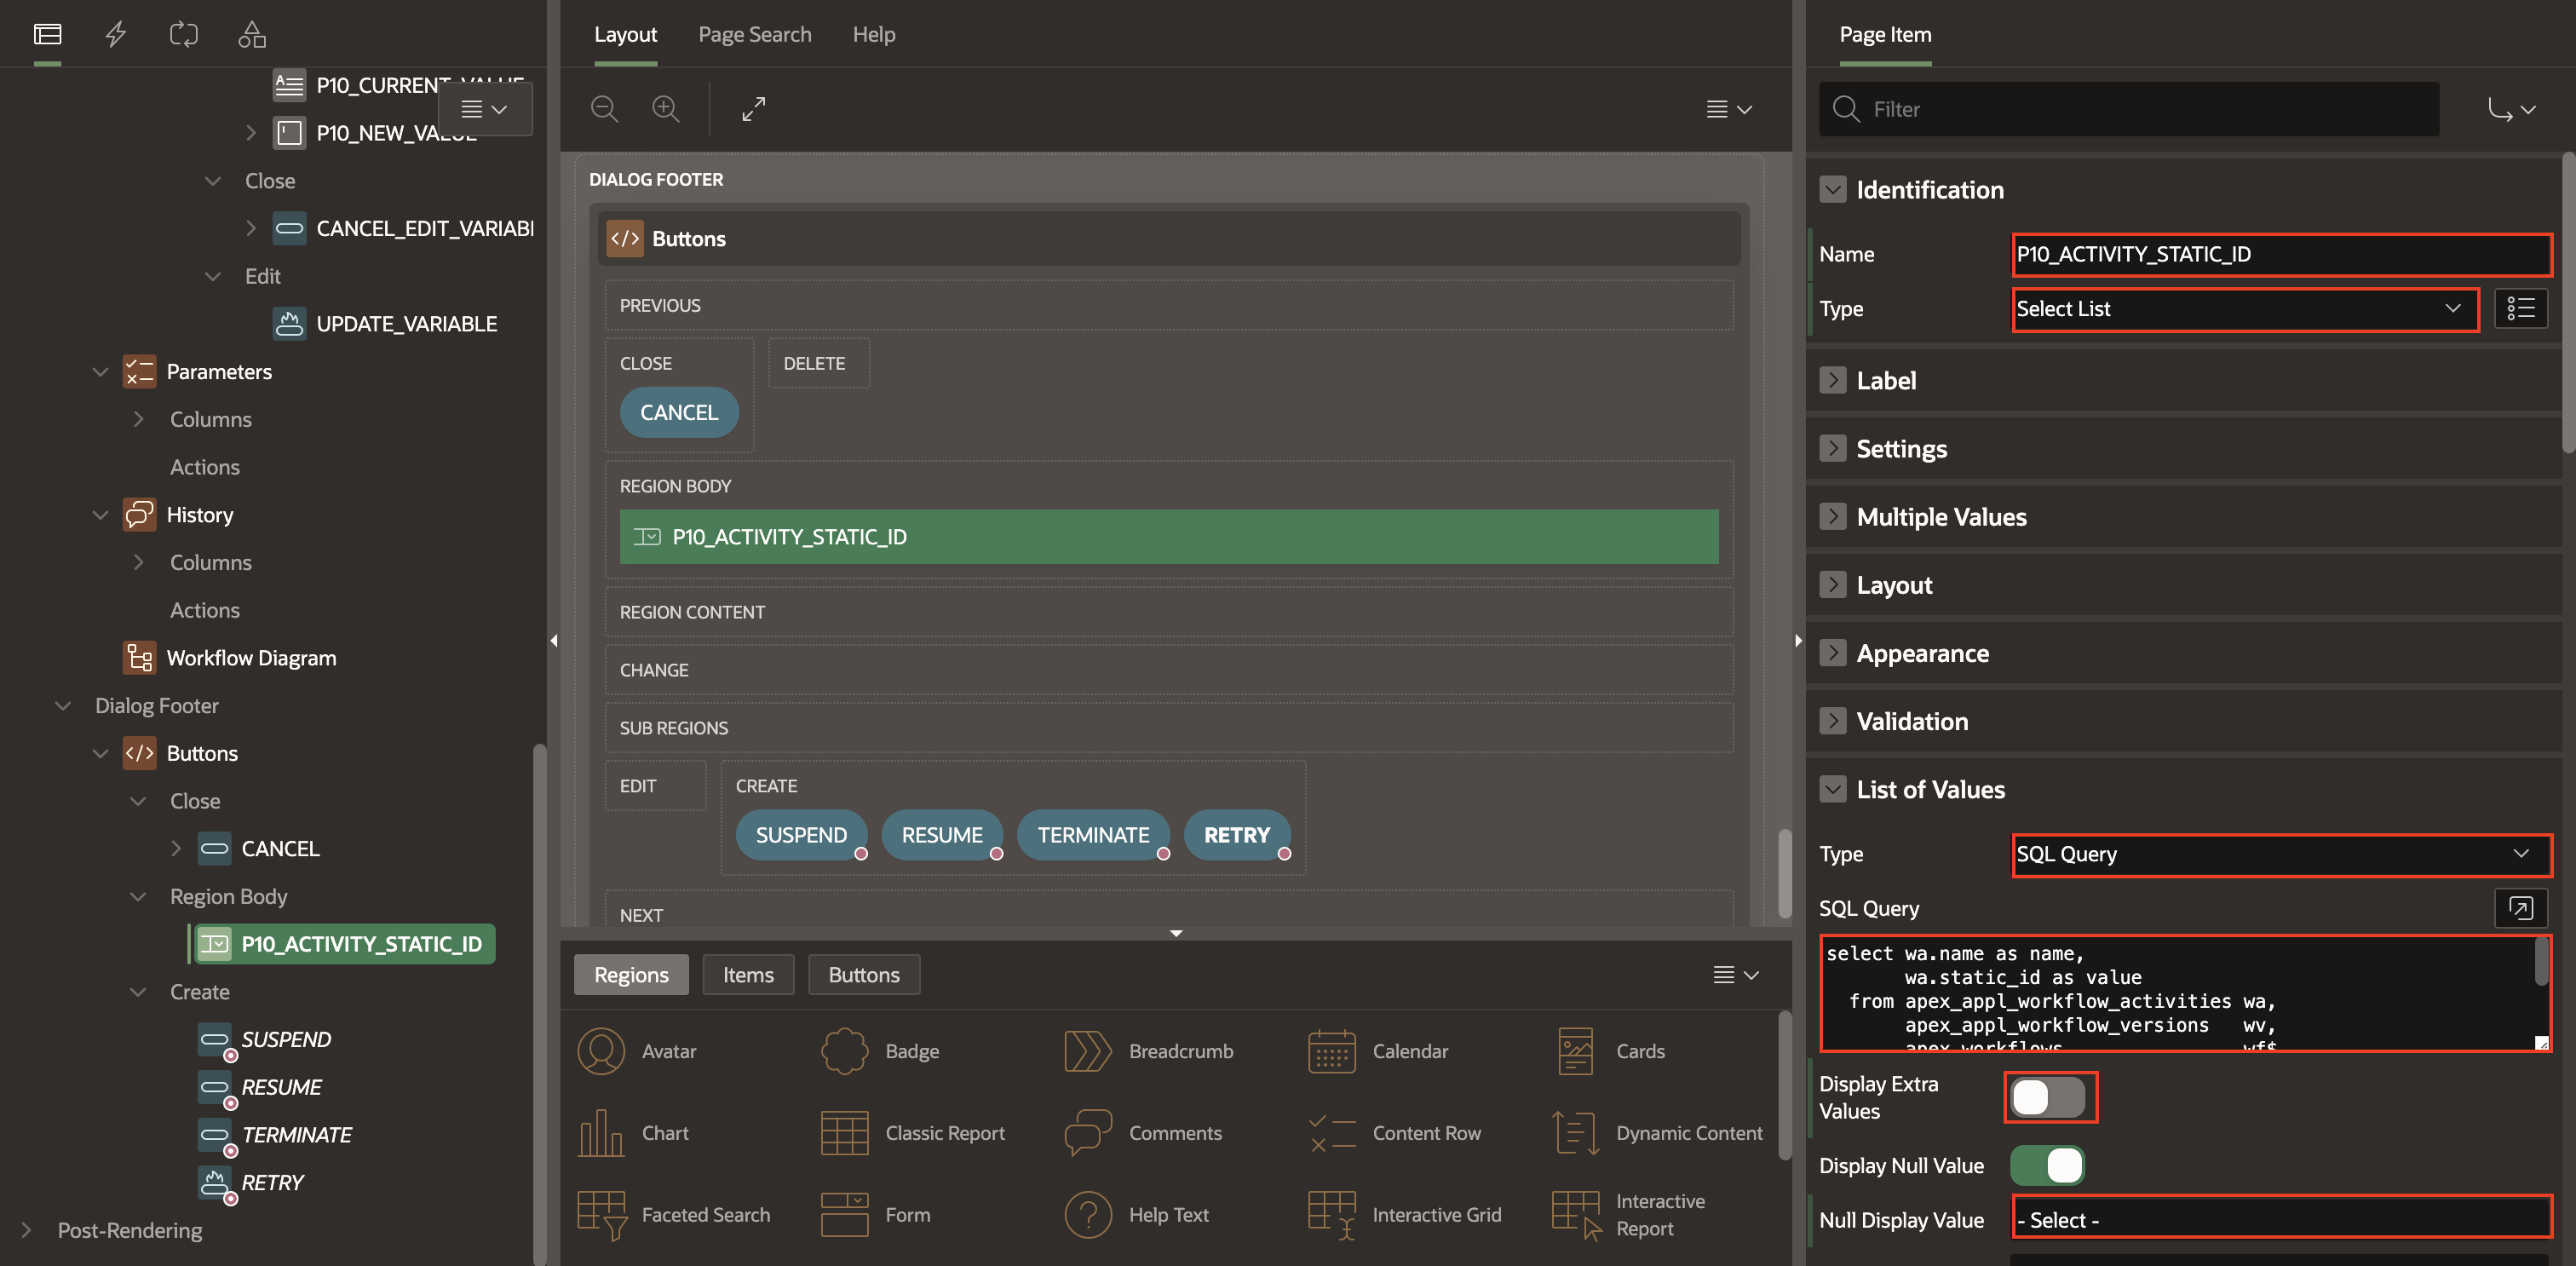 P10_CURRENT_VALUE
P10_NEW_VALUE
Close
CANCEL_EDIT_VARIABl
Edit
UPDATE_VARIABLE
Parameters
Columns
Actions
History
Columns
Actions
Workflow Diagram
Dialog Footer
Buttons
Close
CANCEL
Region Body
P10_ACTIVITY_STATIC_ID
Create
SUSPEND
RESUME
TERMINATE
RETRY
Post-Rendering
Layout
Page Search
Help
DIALOG FOOTER
Buttons
PREVIOUS
CLOSE
DELETE
CANCEL
REGION BODY
P10_ACTIVITY_STATIC_ID
REGION CONTENT
CHANGE
SUB REGIONS
EDIT
CREATE
SUSPEND
RESUME
TERMINATE
RETRY
NEXT
Regions
Items
Buttons
Avatar
Badge
Breadcrumb
Calendar
Cards
Chart
Classic Report
Comments
Content Row
Dynamic Content
Faceted Search
Form
Help Text
Interactive Grid
Interactive
Report
Page Item
Filter
Identification
Name
P10_ACTIVITY_STATIC_ID
Type
Select List
Label
Settings
Multiple Values
Layout
Appearance
Validation
List of Values
Type
SQL Query
SQL Query
select wa.name as name,
wa.static_id as value
from apex_appl_workflow_activities wa,
apex_appl_workflow_versions wv,
apex_workflows wf$
Display Extra
Values
Display Null Value
Null Display Value
- Select -